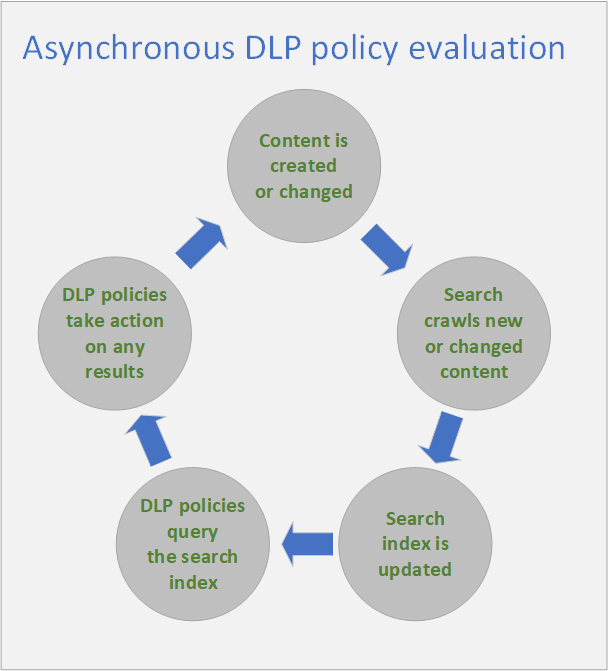 Asynchronous DLP policy evaluation
Content is
created
or changed
Search
crawls new
or changed
content
Search
index is
updated
DLP policies
query
the search
index
DLP policies
take action
on any
results